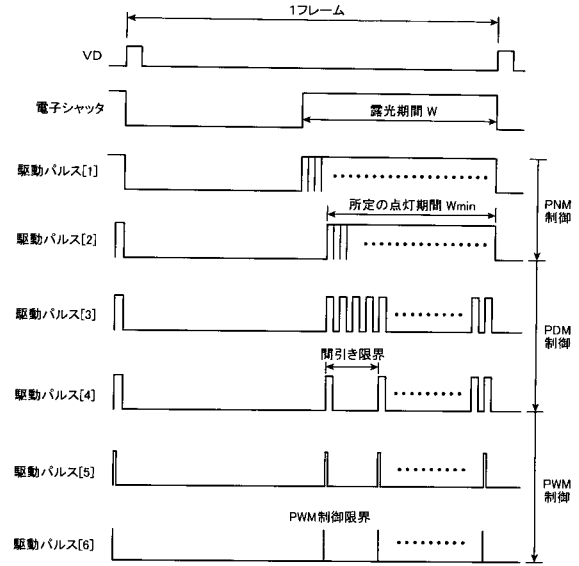 1フレーム
VD
電子シャッタ
露光期間 W
駆動パルス[1]
所定の点灯期間 Wmin
PNM
制御
駆動パルス[2]
駆動パルス[3]
PDM
制御
間引き限界
駆動パルス[4]
駆動パルス[5]
PWM
制御
PWM制御限界
駆動パルス[6]